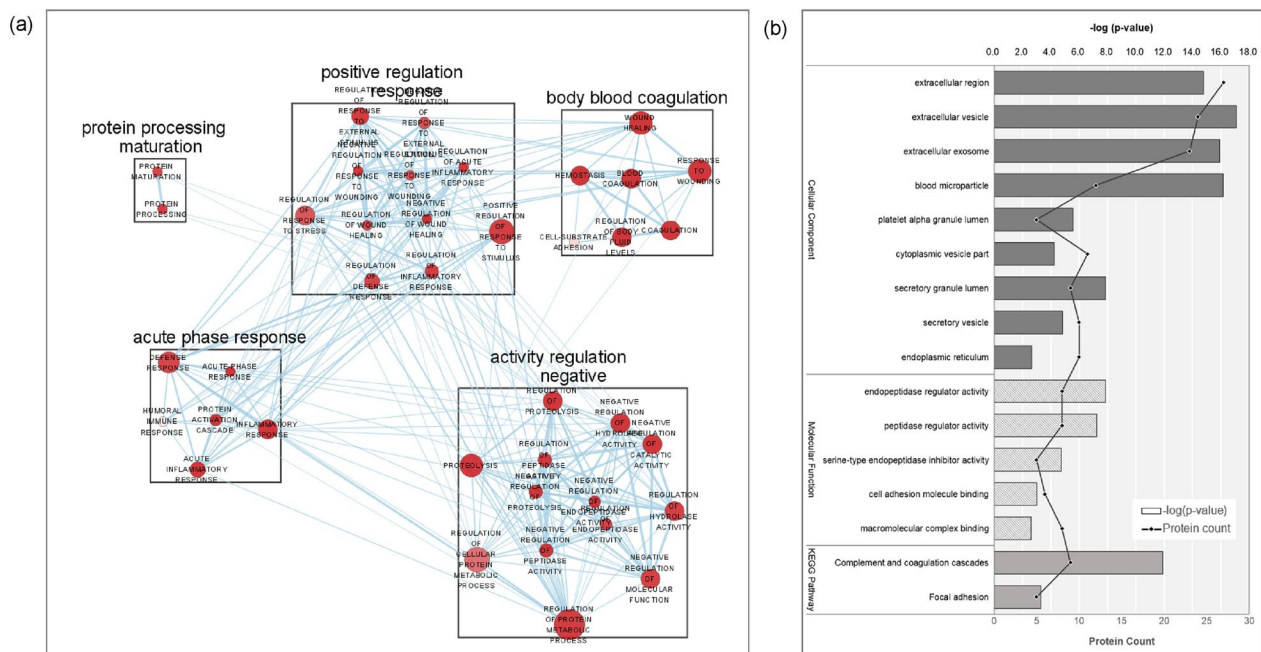 (a)
positive regulation
response
REGULATION
OF
RESPONSE
TO
EXTERNAL
STIMULUS
NEGATIVE
REGULATION
OF
RESPONSE
TO
EXTERNAL
STIMULUS
NEGATIVE
REGULATION
OF
RESPONSE
TO
WOUNDING
REGULATION
OF
RESPONSE
TO
WOUNDING
REGULATION
OF ACUTE
INFLAMMATORY
RESPONSE
REGULATION
OF
RESPONSE
TO STRESS
REGULATION
OF WOUND
HEALING
NEGATIVE
REGULATION
OF WOUND
HEALING
POSITIVE
REGULATION
OF
RESPONSE
TO
STIMULUS
REGULATION
OF
DEFENSE
RESPONSE
REGULATION
OF
INFLAMMATORY
RESPONSE
body blood coagulation
WOUND
HEALING
HEMOSTASIS
BLOOD
COAGULATION
RESPONSE
TO
WOUNDING
CELL-SUBSTRATE
ADHESION
REGULATION
OF BODY
FLUID
LEVELS
COAGULATION
protein processing
maturation
PROTEIN
MATURATION
PROTEIN
PROCESSING
acute phase response
DEFENSE
RESPONSE
ACUTE-PHASE
RESPONSE
HUMORAL
IMMUNE
RESPONSE
PROTEIN
ACTIVATION
CASCADE
INFLAMMATORY
RESPONSE
ACUTE
INFLAMMATORY
RESPONSE
activity regulation
negative
REGULATION
OF
PROTEOLYSIS
NEGATIVE
REGULATION
OF
HYDROLASE
ACTIVITY
NEGATIVE
REGULATION
OF
CATALYTIC
ACTIVITY
PROTEOLYSIS
REGULATION
OF
PEPTIDASE
ACTIVITY
NEGATIVE
REGULATION
OF
PROTEOLYSIS
NEGATIVE
REGULATION
OF
ENDOPEPTIDASE
ACTIVITY
REGULATION
OF
ENDOPEPTIDASE
ACTIVITY
REGULATION
OF
HYDROLASE
ACTIVITY
REGULATION
OF
CELLULAR
PROTEIN
METABOLIC
PROCESS
NEGATIVE
REGULATION
OF
PEPTIDASE
ACTIVITY
NEGATIVE
REGULATION
OF
MOLECULAR
FUNCTION
REGULATION
OF PROTEIN
METABOLIC
PROCESS
(b)
-log (p-value)
0.0 2.0 4.0 6.0 8.0 10.0 12.0 14.0 16.0 18.0
Cellular Component
extracellular region
extracellular vesicle
extracellular exosome
blood microparticle
platelet alpha granule lumen
cytoplasmic vesicle part
secretory granule lumen
secretory vesicle
endoplasmic reticulum
Molecular Function
endopeptidase regulator activity
peptidase regulator activity
serine-type endopeptidase inhibitor activity
cell adhesion molecule binding
macromolecular complex binding
KEGG Pathway
Complement and coagulation cascades
Focal adhesion
-log(p-value)
Protein count
0 5 10 15 20 25 30
Protein Count